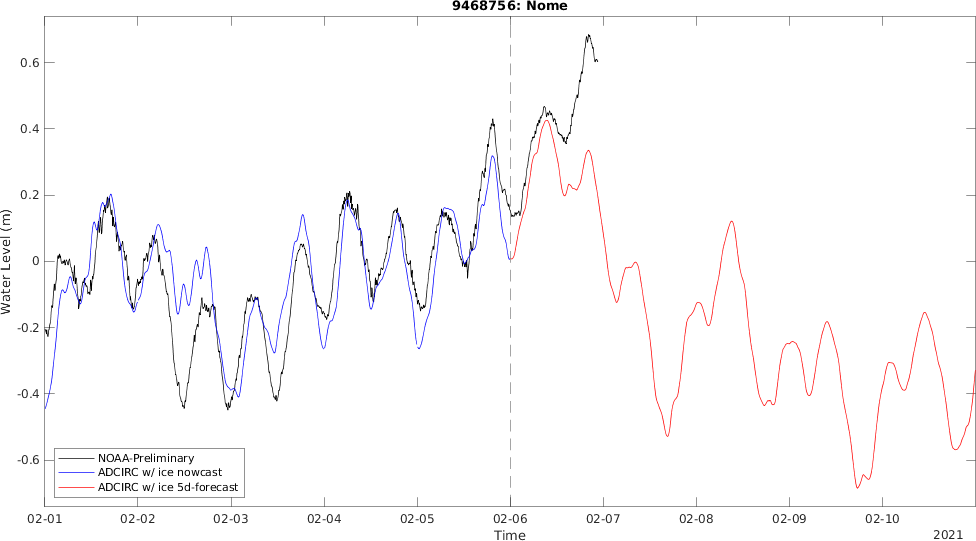 9468756: Nome
Water Level (m)
0.6
0.4
0.2
0
-0.2
-0.4
-0.6
NOAA-Preliminary
ADCIRC w/ ice nowcast
ADCIRC w/ ice 5d-forecast
02-01 02-02 02-03 02-04 02-05 02-06 02-07 02-08 02-09 02-10
Time
2021